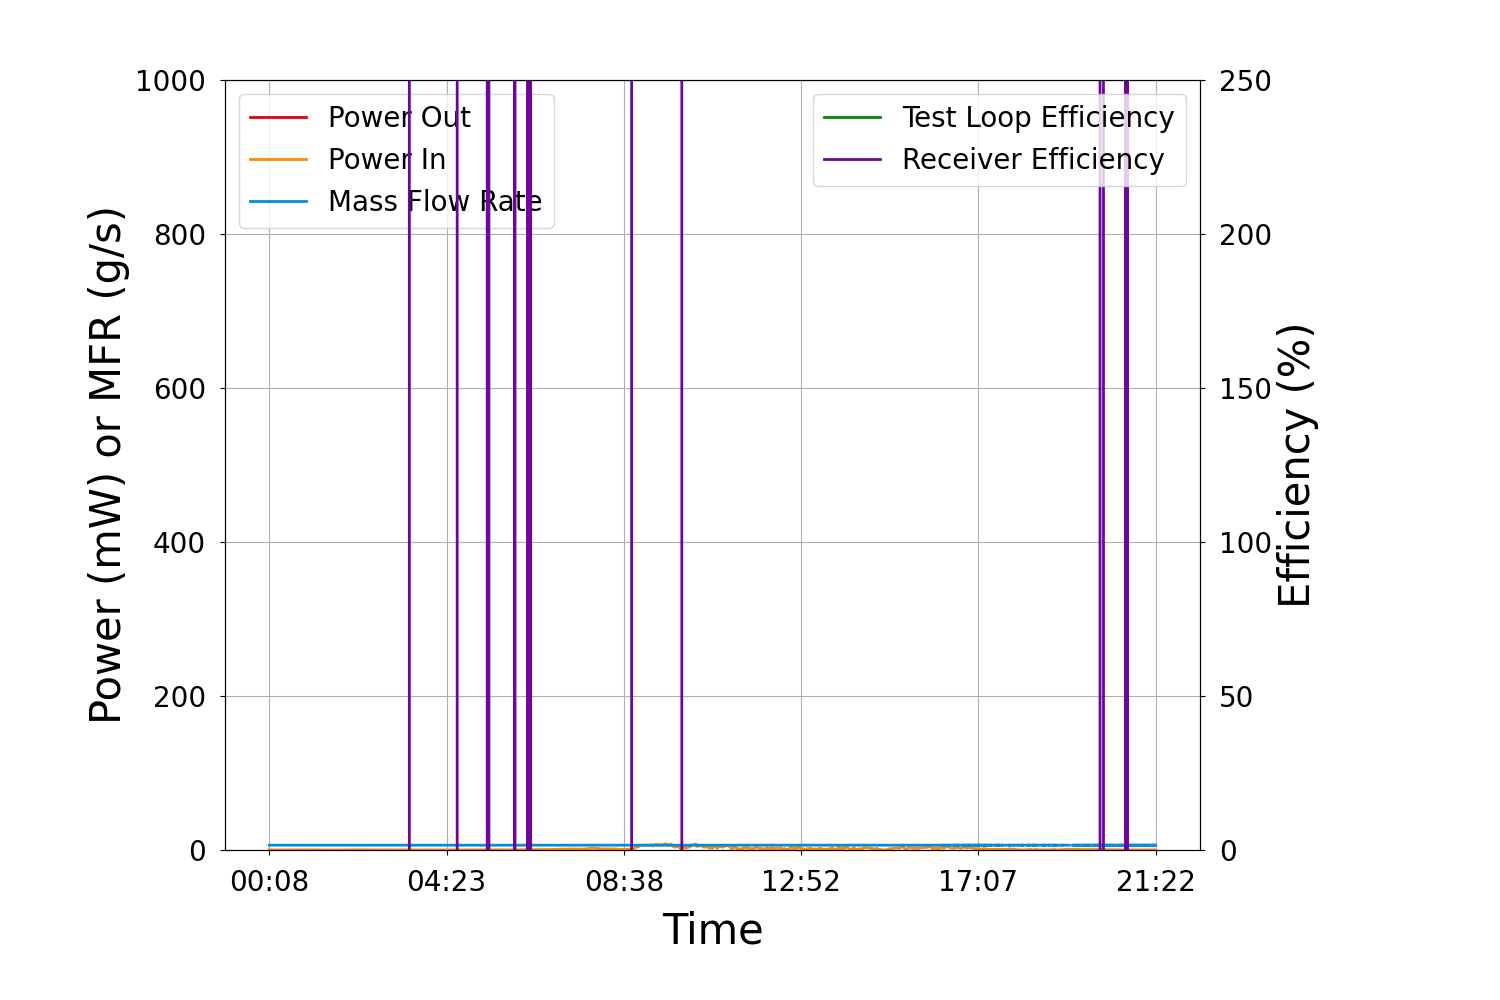 1000
800
600
400
200
0
Power (mW) or MFR (g/s)
Power Out
Power In
Mass Flow Rate
Test Loop Efficiency
Receiver Efficiency
250
200
150
100
50
0
Efficiency (%)
00:08 04:23 08:38 12:52 17:07 21:22
Time